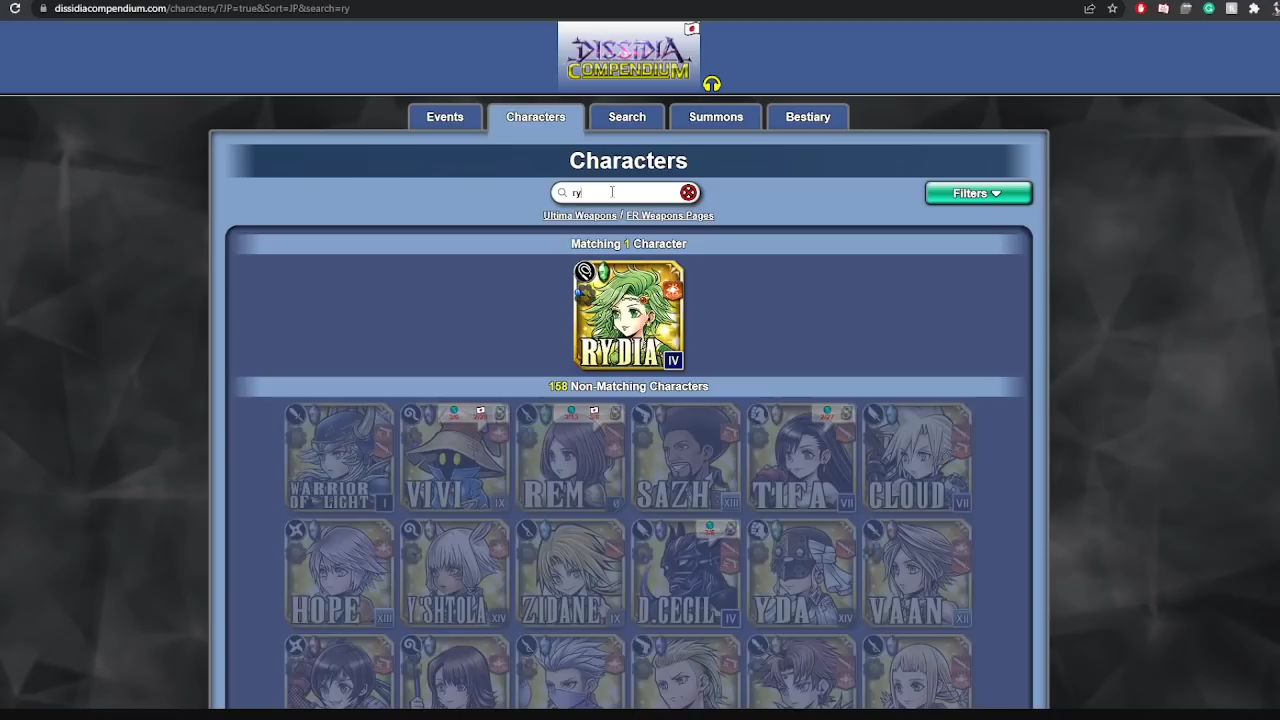 dissidiacompendium.com/characters/?JP=true&Sort=JP&search=ry
DISSIDIA
COMPENDIUM
Events
Characters
Search
Summons
Bestiary
Characters
ry
Filters
Ultima Weapons / FR Weapons Pages
Matching 1 Character
RYDIA
IV
158 Non-Matching Characters
WARRIOR
OF LIGHT
I
VIVI
IX
REM
0
SAZH
XIII
TIFA
VII
CLOUD
VII
HOPE
XIII
Y'SHTOLA
XIV
ZIDANE
IX
D.CECIL
IV
YDA
XIV
VAAN
XII